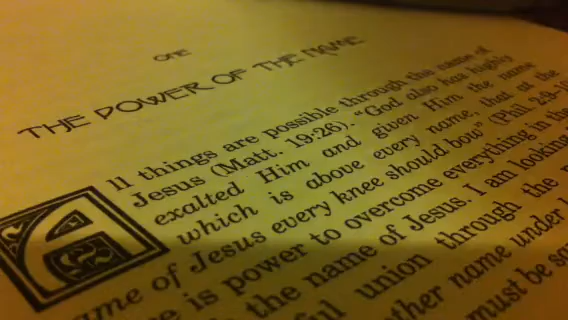 ONE
THE POWER OF THE NAME
All things are possible through the name of
Jesus (Matt. 19:26). "God also has highly
exalted Him and given Him the name
which is above every name, that at the
name of Jesus every knee should bow" (Phil. 2:9-10
is power to overcome everything in the
the name of Jesus. I am looking
union through the
other name under
must be